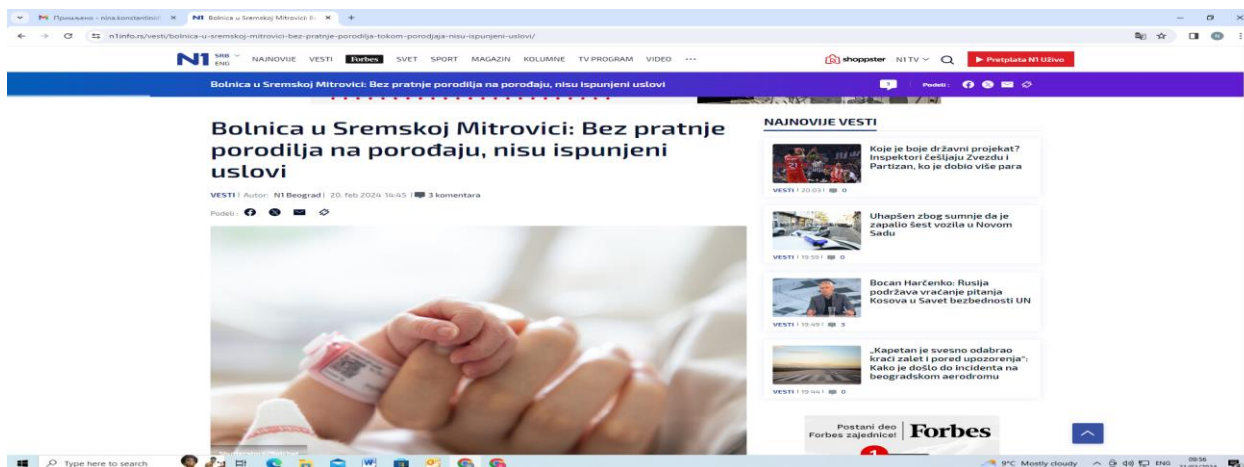 Примљено - nina.konstantinović
N1 Bolnica u Sremskoj Mitrovici: B
n1info.rs/vesti/bolnica-u-sremskoj-mitrovici-bez-pratnje-porodilja-tokom-porodjaja-nisu-ispunjeni-uslovi/
N1 SRB ENG NAJNOVIJE VESTI Forbes SVET SPORT MAGAZIN KOLUMNE TV PROGRAM VIDEO ••• shoppster N1 TV Pretplata N1 Uživo
Bolnica u Sremskoj Mitrovici: Bez pratnje porodilja na porođaju, nisu ispunjeni uslovi 3 Podeli:
Bolnica u Sremskoj Mitrovici: Bez pratnje
porodilja na porođaju, nisu ispunjeni
uslovi
VESTI | Autor: N1 Beograd | 20. feb 2024 14:45 | 3 komentara
Podeli:
NAJNOVIJE VESTI
Koje je boje državni projekat?
Inspektori češljaju Zvezdu i
Partizan, ko je dobio više para
VESTI | 20:03 | 0
Uhapšen zbog sumnje da je
zapalio šest vozila u Novom
Sadu
VESTI | 19:59 | 0
Bocan Harčenko: Rusija
podržava vraćanje pitanja
Kosova u Savet bezbednosti UN
VESTI | 19:49 | 3
„Kapetan je svesno odabrao
kraći zalet i pored upozorenja":
Kako je došlo do incidenta na
beogradskom aerodromu
VESTI | 19:44 | 0
Postani deo
Forbes zajednice! Forbes
Type here to search
9°C Mostly cloudy ENG 09:56